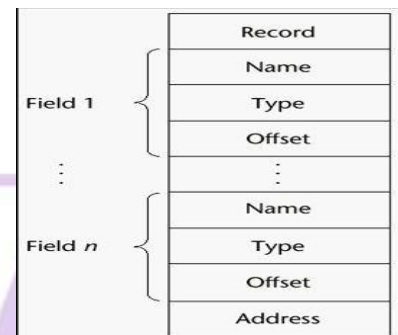 Record
Field 1
Name
Type
Offset
⋮ ⋮
Field n
Name
Type
Offset
Address